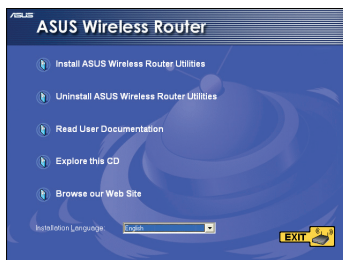 ASUS
ASUS Wireless Router
Install ASUS Wireless Router Utilities
Uninstall ASUS Wireless Router Utilities
Read User Documentation
Explore this CD
Browse our Web Site
Installation Language: English
EXIT